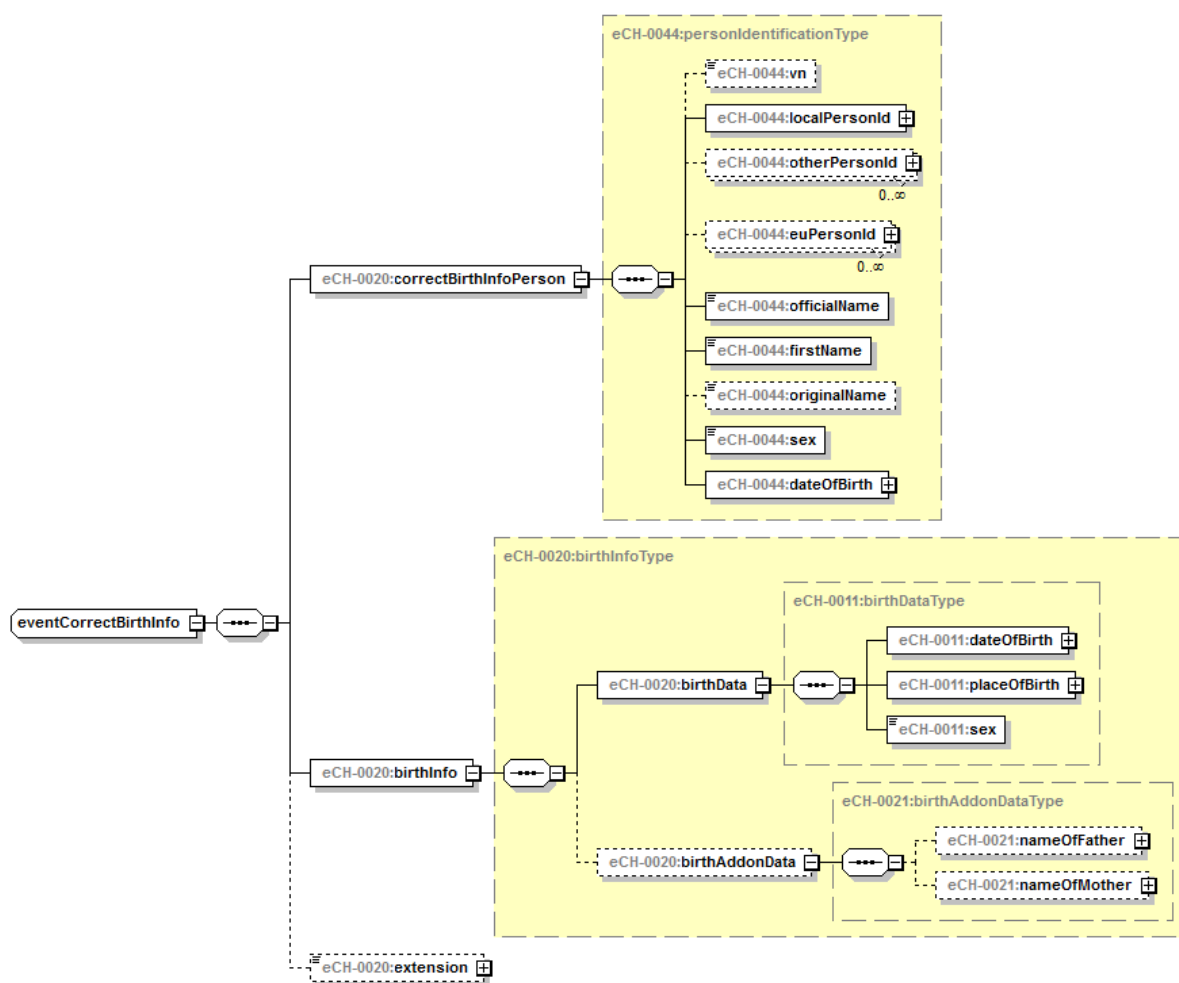 eCH-0044:personIdentificationType
eCH-0044:vn
eCH-0044:localPersonId
eCH-0044:otherPersonId
0..∞
eCH-0044:euPersonId
0..∞
eCH-0020:correctBirthInfoPerson
eCH-0044:officialName
eCH-0044:firstName
eCH-0044:originalName
eCH-0044:sex
eCH-0044:dateOfBirth
eCH-0020:birthInfoType
eCH-0011:birthDataType
eventCorrectBirthInfo
eCH-0011:dateOfBirth
eCH-0020:birthData
eCH-0011:placeOfBirth
eCH-0011:sex
eCH-0020:birthInfo
eCH-0021:birthAddonDataType
eCH-0021:nameOfFather
eCH-0020:birthAddonData
eCH-0021:nameOfMother
eCH-0020:extension